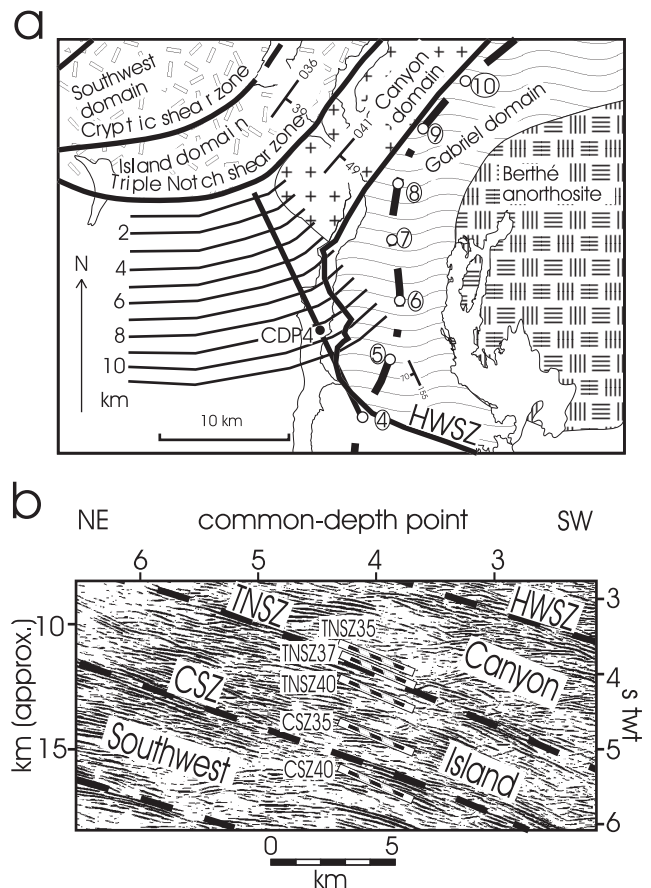 a
Southwest
domain
Cryptic shear zone
Island domain
Triple Notch shear zone
036
39
Canyon
domain
041
49
Gabriel domain
10
9
8
7
6
5
4
Berthé
anorthosite
2
4
6
8
10
km
N
CDP4
10 km
70
155
HWSZ
b
NE common-depth point SW
6 5 4 3
TNSZ
HWSZ
3
10
TNSZ35
TNSZ37
TNSZ40
Canyon
4
CSZ
CSZ35
CSZ40
Southwest
Island
15
5
6
km (approx.)
s twt
0 5
km